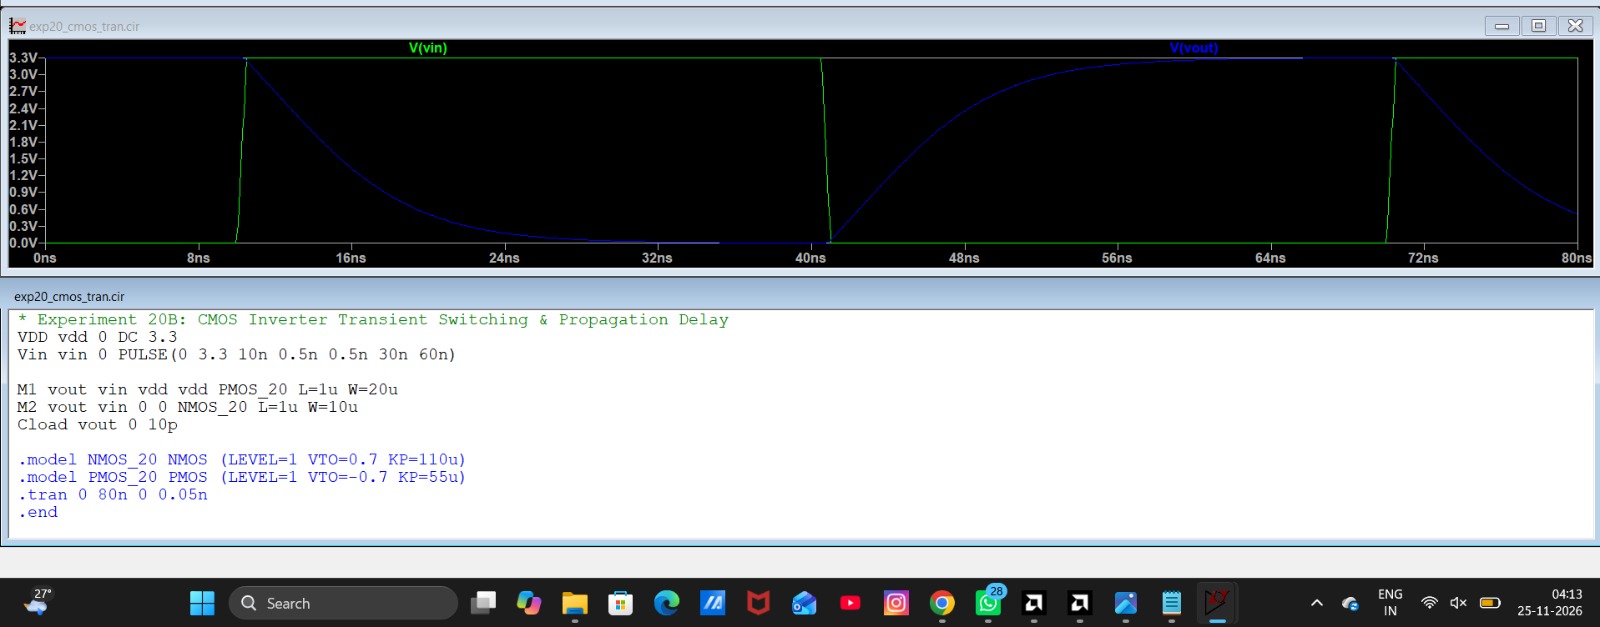 exp20_cmos_tran.cir
V(vin) V(vout)
3.3V
3.0V
2.7V
2.4V
2.1V
1.8V
1.5V
1.2V
0.9V
0.6V
0.3V
0.0V
0ns 8ns 16ns 24ns 32ns 40ns 48ns 56ns 64ns 72ns 80ns
exp20_cmos_tran.cir
* Experiment 20B: CMOS Inverter Transient Switching & Propagation Delay
VDD vdd 0 DC 3.3
Vin vin 0 PULSE(0 3.3 10n 0.5n 0.5n 30n 60n)
M1 vout vin vdd vdd PMOS_20 L=1u W=20u
M2 vout vin 0 0 NMOS_20 L=1u W=10u
Cload vout 0 10p
.model NMOS_20 NMOS (LEVEL=1 VTO=0.7 KP=110u)
.model PMOS_20 PMOS (LEVEL=1 VTO=-0.7 KP=55u)
.tran 0 80n 0 0.05n
.end
27°
Search
28
ENG
IN
04:13
25-11-2026